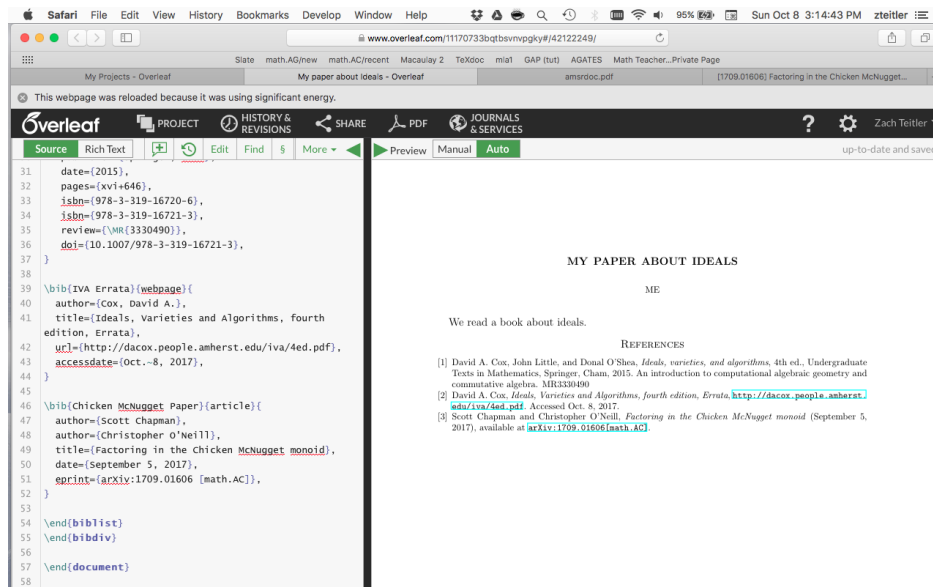 Safari File Edit View History Bookmarks Develop Window Help 95% Sun Oct 8 3:14:43 PM zteitler
www.overleaf.com/11170733bqtbsvnvpgky#/42122249/
Slate math.AG/new math.AC/recent Macaulay 2 TeXdoc mla1 GAP (tut) AGATES Math Teacher...Private Page
My Projects - Overleaf My paper about Ideals - Overleaf amsrdoc.pdf [1709.01606] Factoring in the Chicken McNugget...
This webpage was reloaded because it was using significant energy.
Overleaf PROJECT HISTORY & REVISIONS SHARE PDF JOURNALS & SERVICES ? Zach Teitler
Source Rich Text Edit Find § More Preview Manual Auto up-to-date and saved
31 date={2015},
32 pages={xvi+646},
33 isbn={978-3-319-16720-6},
34 isbn={978-3-319-16721-3},
35 review={\MR{3330490}},
36 doi={10.1007/978-3-319-16721-3},
37 }
38
39 \bib{IVA Errata}{webpage}{
40 author={Cox, David A.},
41 title={Ideals, Varieties and Algorithms, fourth
edition, Errata},
42 url={http://dacox.people.amherst.edu/iva/4ed.pdf},
43 accessdate={Oct.~8, 2017},
44 }
45
46 \bib{Chicken McNugget Paper}{article}{
47 author={Scott Chapman},
48 author={Christopher O'Neill},
49 title={Factoring in the Chicken McNugget monoid},
50 date={September 5, 2017},
51 eprint={arXiv:1709.01606 [math.AC]},
52 }
53
54 \end{biblist}
55 \end{bibdiv}
56
57 \end{document}
58
MY PAPER ABOUT IDEALS
ME
We read a book about ideals.
References
[1] David A. Cox, John Little, and Donal O'Shea, Ideals, varieties, and algorithms, 4th ed., Undergraduate
Texts in Mathematics, Springer, Cham, 2015. An introduction to computational algebraic geometry and
commutative algebra. MR3330490
[2] David A. Cox, Ideals, Varieties and Algorithms, fourth edition, Errata, http://dacox.people.amherst.
edu/iva/4ed.pdf. Accessed Oct. 8, 2017.
[3] Scott Chapman and Christopher O'Neill, Factoring in the Chicken McNugget monoid (September 5,
2017), available at arXiv:1709.01606[math.AC].